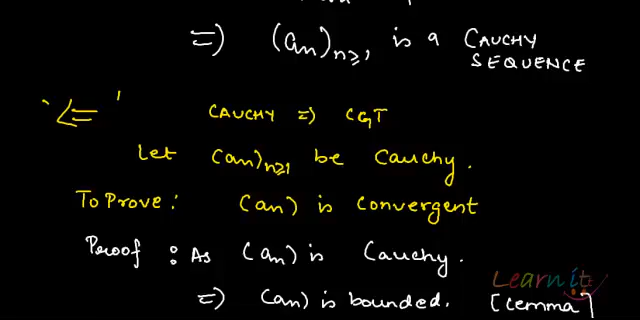 =) (an)n≥1 is a CAUCHY
SEQUENCE
'<=' CAUCHY =) CGT
Let (an)n≥1 be Cauchy.
To Prove: (an) is convergent
Proof: As (an) is Cauchy.
Learnit
=) (an) is bounded. [Lemma]